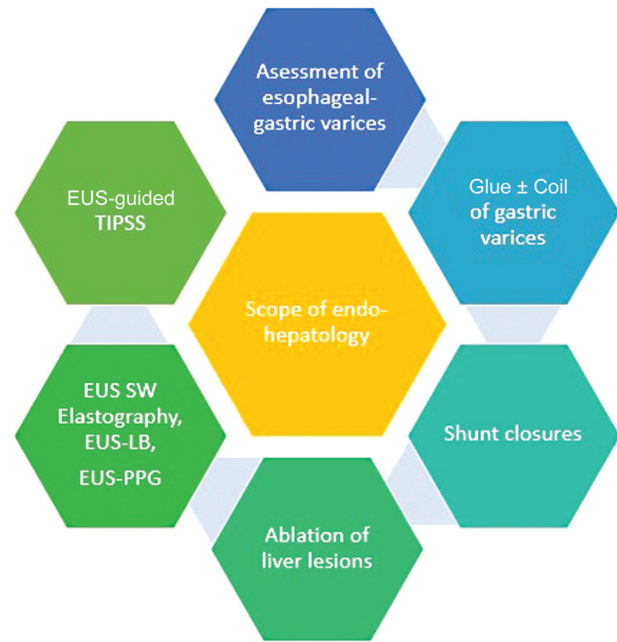 Asessment of
esophageal-
gastric varices
EUS-guided
TIPSS
Glue ± Coil
of gastric
varices
Scope of endo-
hepatology
EUS SW
Elastography,
EUS-LB,
EUS-PPG
Shunt closures
Ablation of
liver lesions